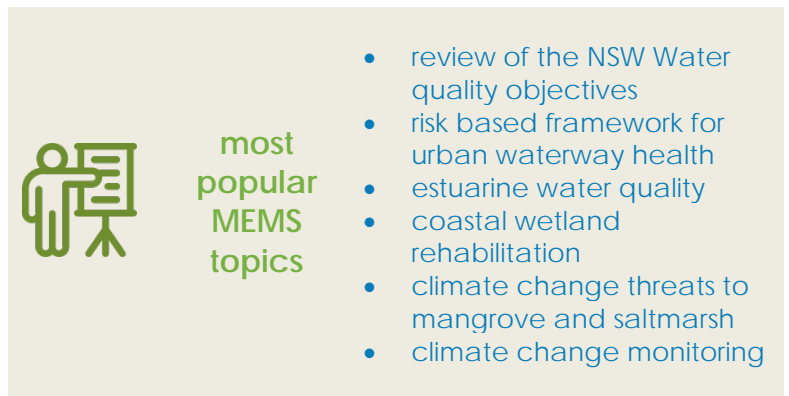 most
popular
MEMS
topics
• review of the NSW Water
quality objectives
• risk based framework for
urban waterway health
• estuarine water quality
• coastal wetland
rehabilitation
• climate change threats to
mangrove and saltmarsh
• climate change monitoring